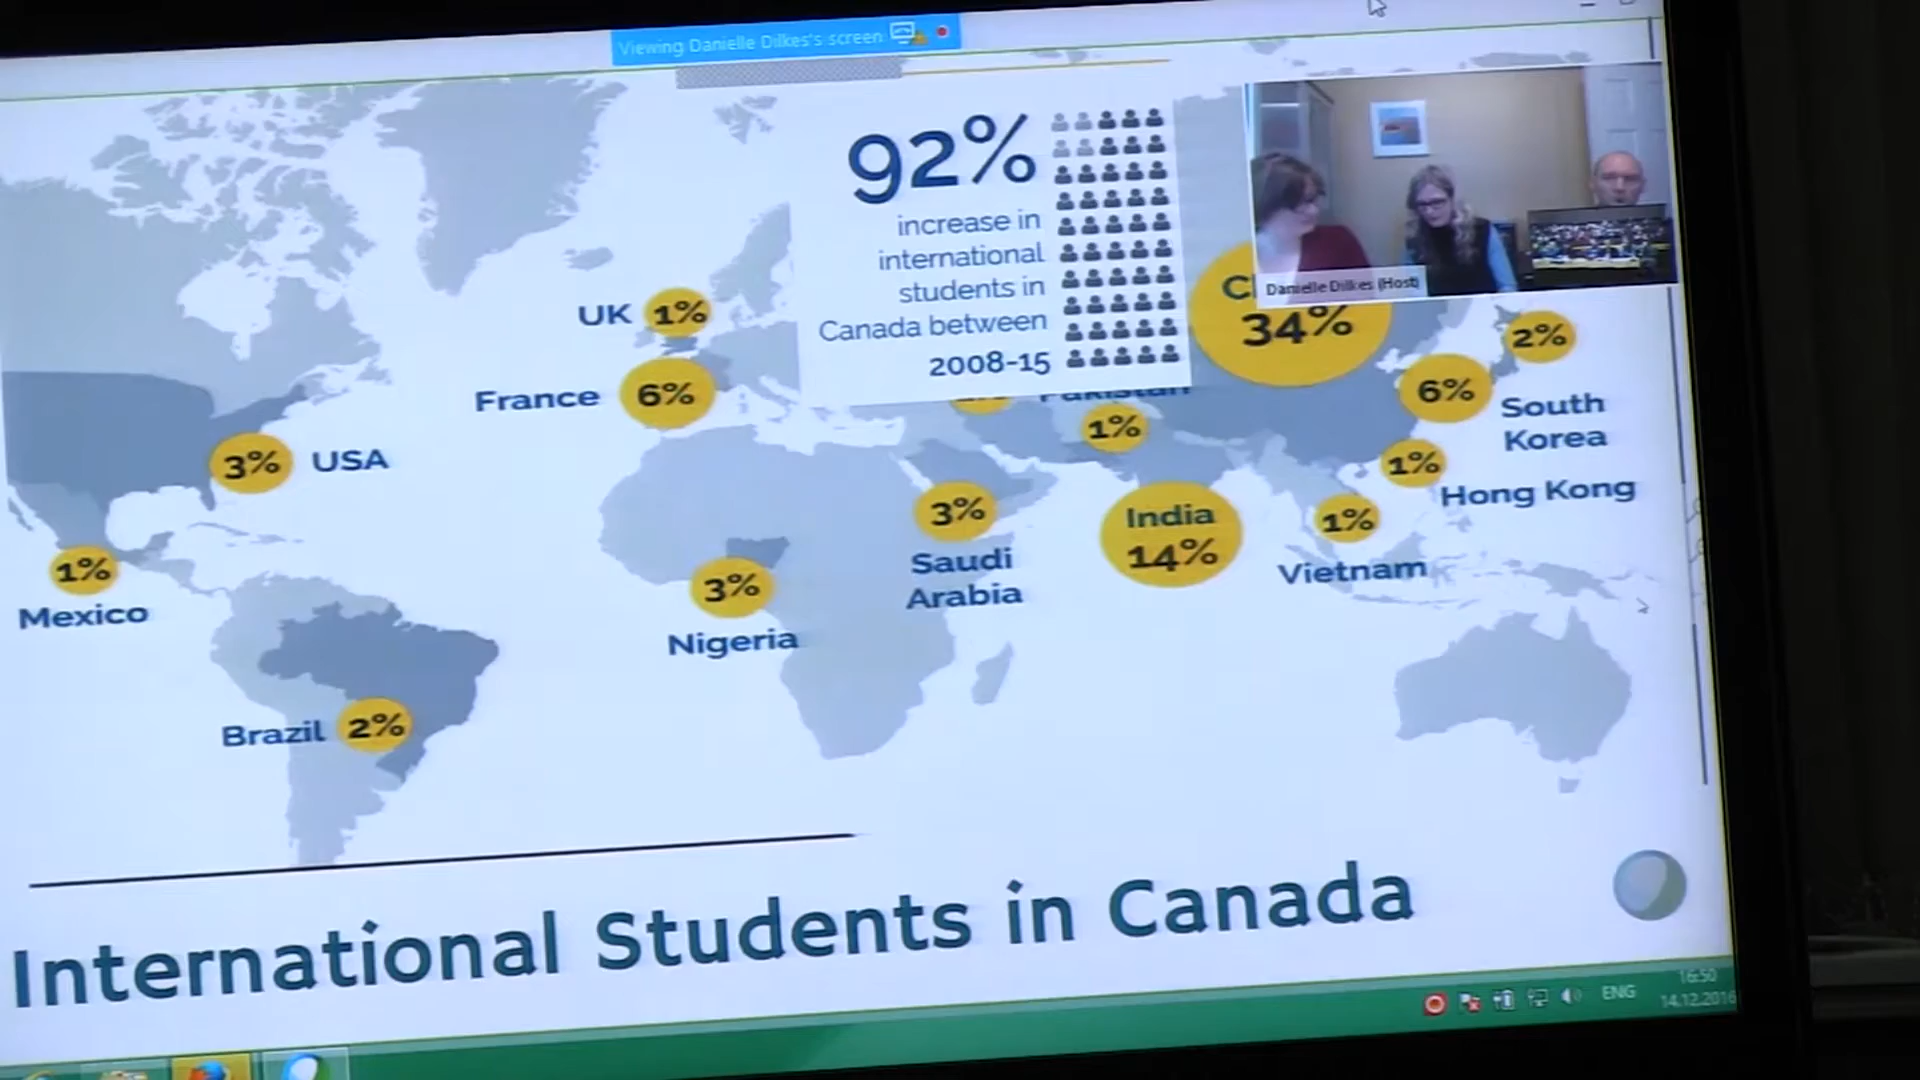 Viewing Danielle Dilkes's screen
92%
increase in
international
students in
Canada between
2008-15
Danielle Dilkes (Host)
34%
UK 1%
2%
France 6%
6%
South
Korea
1%
3% USA
1%
Hong Kong
3%
Saudi
Arabia
India
14%
1%
Vietnam
1%
Mexico
3%
Nigeria
Brazil 2%
International Students in Canada
ENG
16:50
14.12.2016